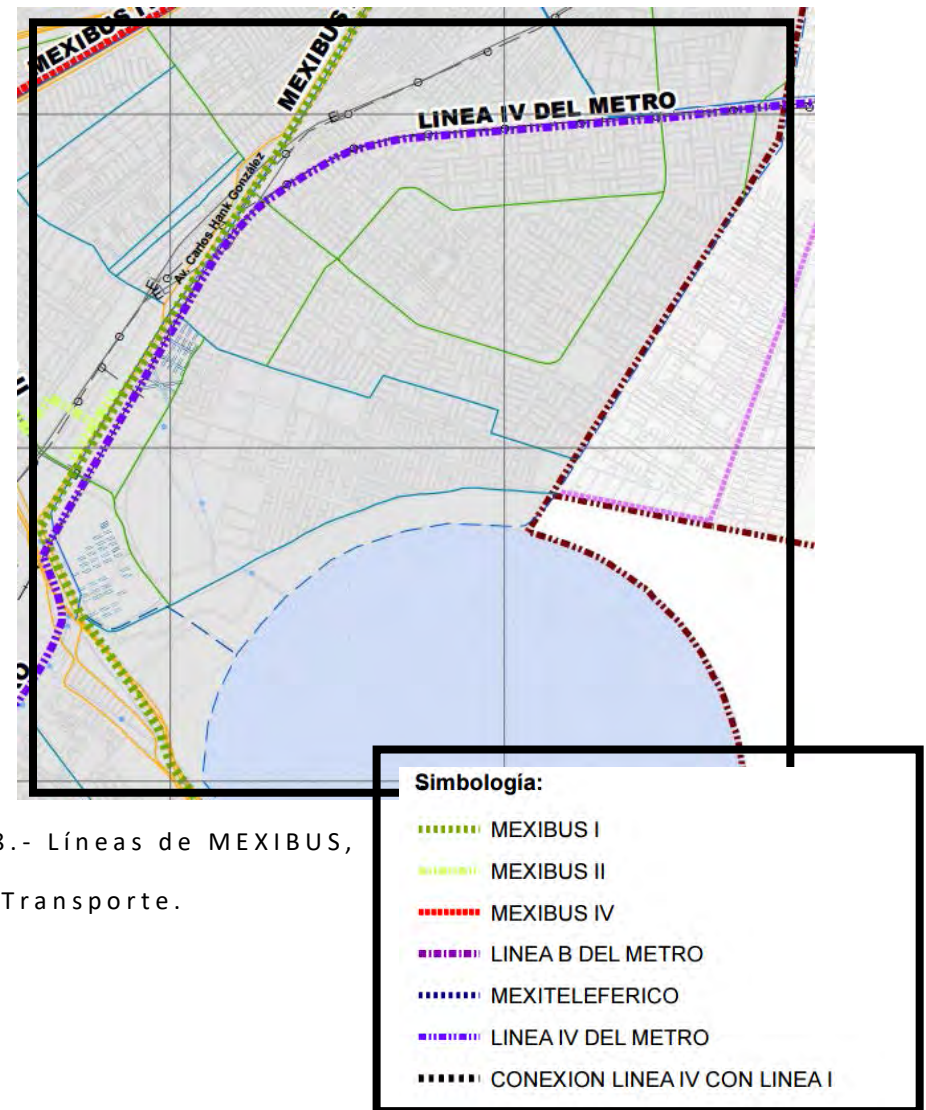 MEXIBUS
MEXIBUS
LINEA IV DEL METRO
Av. Carlos Hank González
Simbología:
3.- Líneas de MEXIBUS,
Transporte.
MEXIBUS I
MEXIBUS II
MEXIBUS IV
LINEA B DEL METRO
MEXITELEFERICO
LINEA IV DEL METRO
CONEXION LINEA IV CON LINEA I